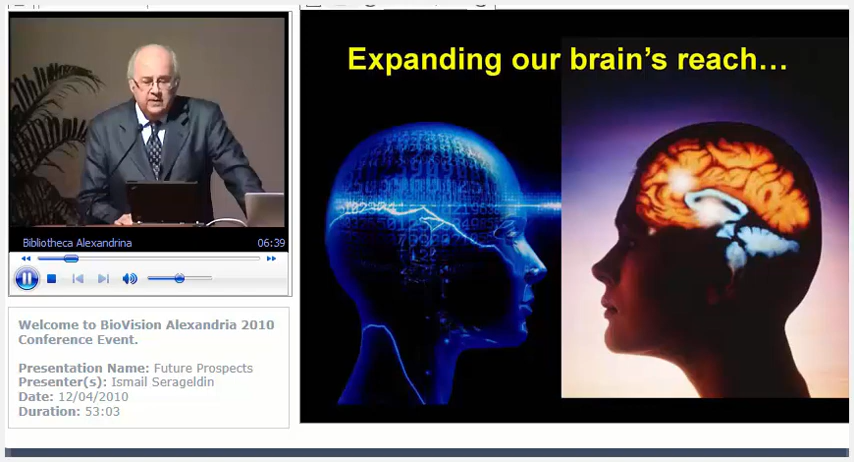 Expanding our brain's reach...
Bibliotheca Alexandrina 06:39
Welcome to BioVision Alexandria 2010
Conference Event.
Presentation Name: Future Prospects
Presenter(s): Ismail Serageldin
Date: 12/04/2010
Duration: 53:03